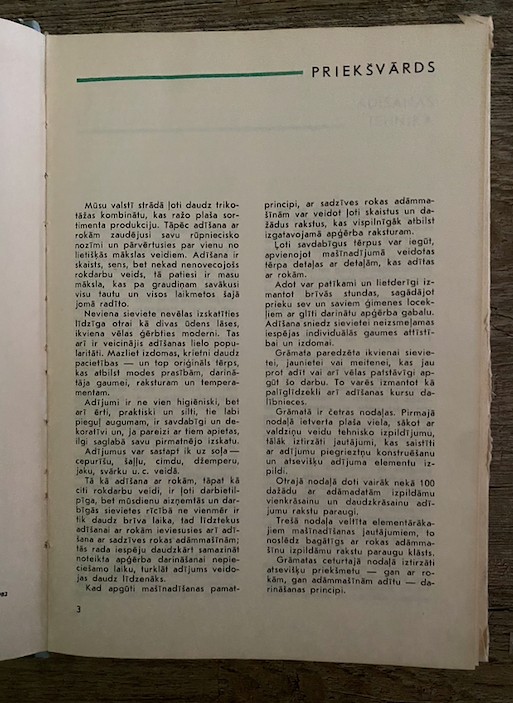 PRIEKŠVĀRDS
Mūsu valstī strādā ļoti daudz triko-
tāžas kombinātu, kas ražo plaša sor-
timenta produkciju. Tāpēc adīšana ar
rokām zaudējusi savu rūpniecisko
nozīmi un pārvērtusies par vienu no
lietišķās mākslas veidiem. Adīšana ir
skaists, sens, bet nekad nenovecojošs
rokdarbu veids, tā patiesi ir masu
māksla, kas pa graudiņam savākusi
visu tautu un visos laikmetos šajā
jomā radīto.
Neviena sieviete nevēlas izskatīties
līdzīga otrai kā divas ūdens lāses,
ikviena vēlas ģērbties moderni. Tas
arī ir veicinājis adīšanas lielo popu-
laritāti. Mazliet izdomas, krietni daudz
pacietības — un top oriģināls tērps,
kas atbilst modes prasībām, darinā-
tāja gaumei, raksturam un tempera-
mentam.
Adījumi ir ne vien higiēniski, bet
arī ērti, praktiski un silti, tie labi
pieguļ augumam, ir savdabīgi un de-
koratīvi un, ja pareizi ar tiem apietas,
ilgi saglabā savu pirmatnējo izskatu.
Adījumus var sastapt ik uz soļa —
cepurīšu, šaļļu, cimdu, džemperu,
jaku, svārku u. c. veidā.
Tā kā adīšana ar rokām, tāpat kā
citi rokdarbu veidi, ir ļoti darbietil-
pīga, bet mūsdienu aizņemtās un dar-
bīgās sievietes rīcībā ne vienmēr ir
tik daudz brīva laika, tad līdztekus
adīšanai ar rokām ieviesusies arī adī-
šana ar sadzīves rokas adāmmašīnām;
tās rada iespēju daudzkārt samazināt
noteikta apģērba darināšanai nepie-
ciešamo laiku, turklāt adījums veido-
jas daudz līdzenāks.
Kad apgūti mašīnadīšanas pamat-
principi, ar sadzīves rokas adāmma-
šīnām var veidot ļoti skaistus un da-
žādus rakstus, kas vispilnīgāk atbilst
izgatavojamā apģērba raksturam.
Ļoti savdabīgus tērpus var iegūt,
apvienojot mašīnadījumā veidotas
tērpa detaļas ar detaļām, kas adītas
ar rokām.
Adot var patīkami un lietderīgi iz-
mantot brīvās stundas, sagādājot
prieku sev un saviem ģimenes locek-
ļiem ar glīti darinātu apģērba gabalu.
Adīšana sniedz sievietei neizsmeļamas
iespējas individuālās gaumes attīstī-
bai un izdomai.
Grāmata paredzēta ikvienai sievie-
tei, jaunietei vai meitenei, kas jau
prot adīt vai arī vēlas patstāvīgi ap-
gūt šo darbu. To varēs izmantot kā
palīglīdzekli arī adīšanas kursu da-
lībnieces.
Grāmatā ir četras nodaļas. Pirmajā
nodaļā ietverta plaša viela, sākot ar
valdziņu veidu tehnisko izpildījumu,
tālāk iztirzāti jautājumi, kas saistīti
ar adījumu piegrieztņu konstruēšanu
un atsevišķu adījuma elementu iz-
pildi.
Otrajā nodaļā doti vairāk nekā 100
dažādu ar adāmadatām izpildāmu
vienkrāsainu un daudzkrāsainu adīju-
jumu rakstu paraugi.
Trešā nodaļa veltīta elementārāka-
jiem mašīnadīšanas jautājumiem, to
noslēdz bagātīgs ar rokas adāmma-
šīnu izpildāmu rakstu paraugu klāsts.
Grāmatas ceturtajā nodaļā iztirzāti
atsevišķu priekšmetu — gan ar ro-
kām, gan adāmmašīnām adītu — da-
rināšanas principi.
3